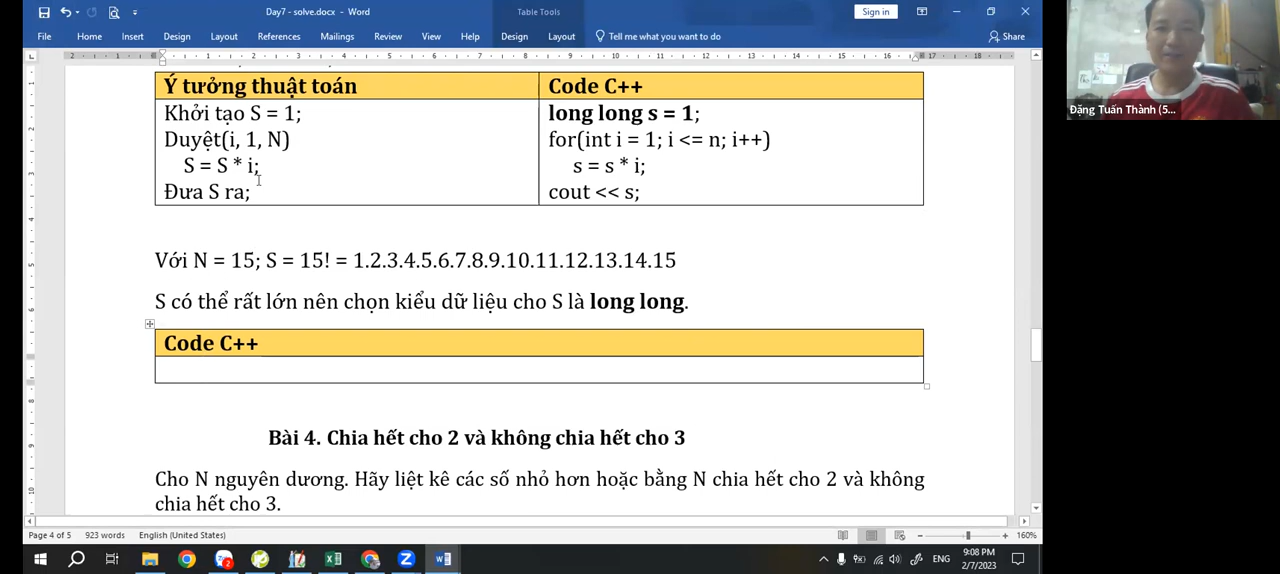 Day7 - solve.docx - Word
Table Tools
Sign in
File Home Insert Design Layout References Mailings Review View Help Design Layout Tell me what you want to do Share
Ý tưởng thuật toán
Code C++
Khởi tạo S = 1;
long long s = 1;
Duyệt(i, 1, N)
for(int i = 1; i <= n; i++)
S = S * i;
s = s * i;
Đưa S ra;
cout << s;
Với N = 15; S = 15! = 1.2.3.4.5.6.7.8.9.10.11.12.13.14.15
S có thể rất lớn nên chọn kiểu dữ liệu cho S là long long.
Code C++
Bài 4. Chia hết cho 2 và không chia hết cho 3
Cho N nguyên dương. Hãy liệt kê các số nhỏ hơn hoặc bằng N chia hết cho 2 và không
chia hết cho 3.
Page 4 of 5 923 words English (United States)
160%
ENG
9:08 PM
2/7/2023
Đặng Tuấn Thành (5...